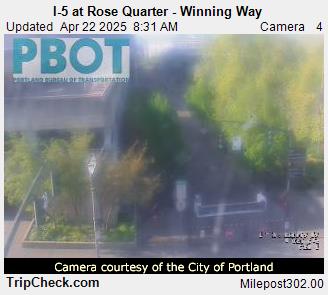 I-5 at Rose Quarter - Winning Way
Updated Apr 22 2025 8:31 AM Camera 4
PBOT
PORTLAND BUREAU OF TRANSPORTATION
Camera courtesy of the City of Portland
TripCheck.com Milepost302.00